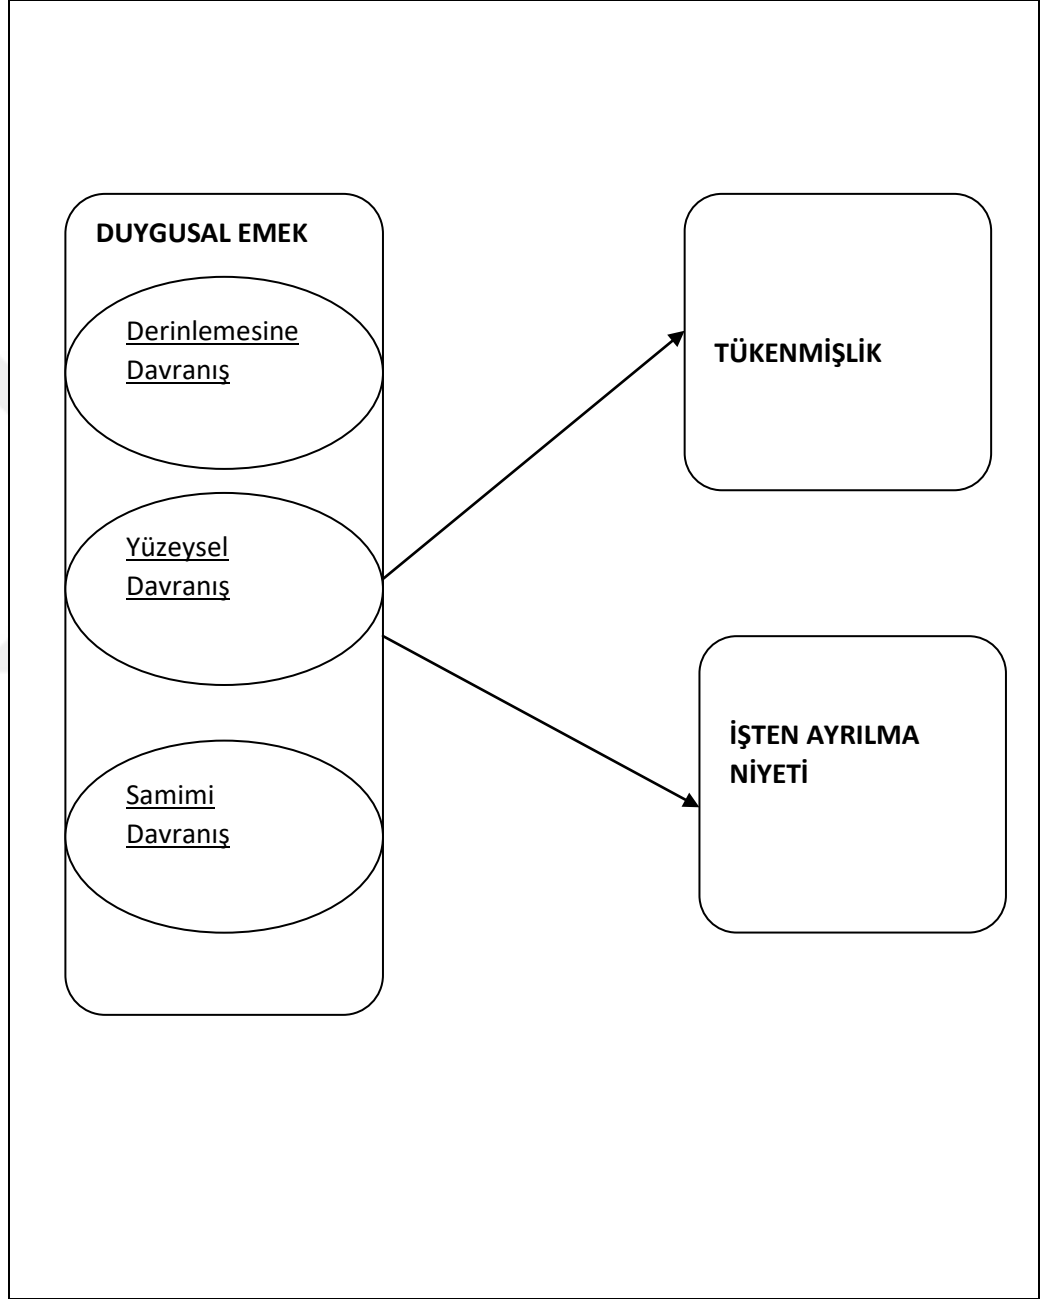 DUYGUSAL EMEK
Derinlemesine
Davranış
Yüzeysel
Davranış
Samimi
Davranış
TÜKENMİŞLİK
İŞTEN AYRILMA
NİYETİ